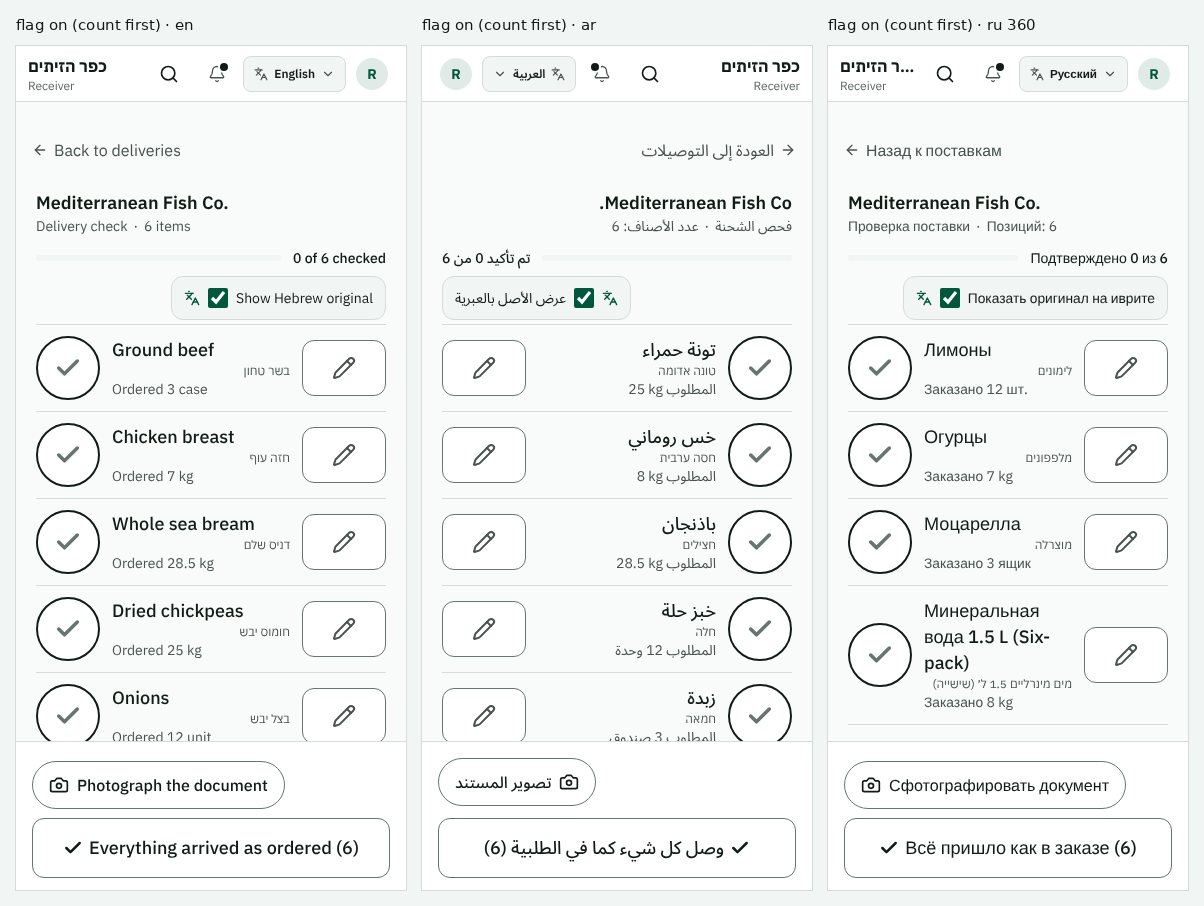 flag on (count first) · en
כפר הזיתים
Receiver
English
R
Back to deliveries
Mediterranean Fish Co.
Delivery check · 6 items
0 of 6 checked
Show Hebrew original
Ground beef
בשר טחון
Ordered 3 case
Chicken breast
חזה עוף
Ordered 7 kg
Whole sea bream
דניס שלם
Ordered 28.5 kg
Dried chickpeas
חומוס יבש
Ordered 25 kg
Onions
בצל יבש
Ordered 12 unit
Photograph the document
Everything arrived as ordered (6)
flag on (count first) · ar
כפר הזיתים
Receiver
العربية
R
العودة إلى التوصيلات
Mediterranean Fish Co.
فحص الشحنة · عدد الأصناف: 6
تم تأكيد 0 من 6
عرض الأصل بالعبرية
تونة حمراء
טונה אדומה
المطلوب 25 kg
خس روماني
חסה ערבית
المطلوب 8 kg
باذنجان
חצילים
المطلوب 28.5 kg
خبز حلة
חלה
المطلوب 12 وحدة
زبدة
חמאה
المطلوب 3 صندوق
تصوير المستند
وصل كل شيء كما في الطلبية (6)
flag on (count first) · ru 360
כפר הזיתים...
Receiver
Русский
R
Назад к поставкам
Mediterranean Fish Co.
Проверка поставки · Позиций: 6
Подтверждено 0 из 6
Показать оригинал на иврите
Лимоны
לימונים
Заказано 12 шт.
Огурцы
מלפפונים
Заказано 7 kg
Моцарелла
מוצרלה
Заказано 3 ящик
Минеральная
вода 1.5 L (Six-
pack)
מים מינרליים 1.5 ל׳ (שישייה)
Заказано 8 kg
Сфотографировать документ
Всё пришло как в заказе (6)